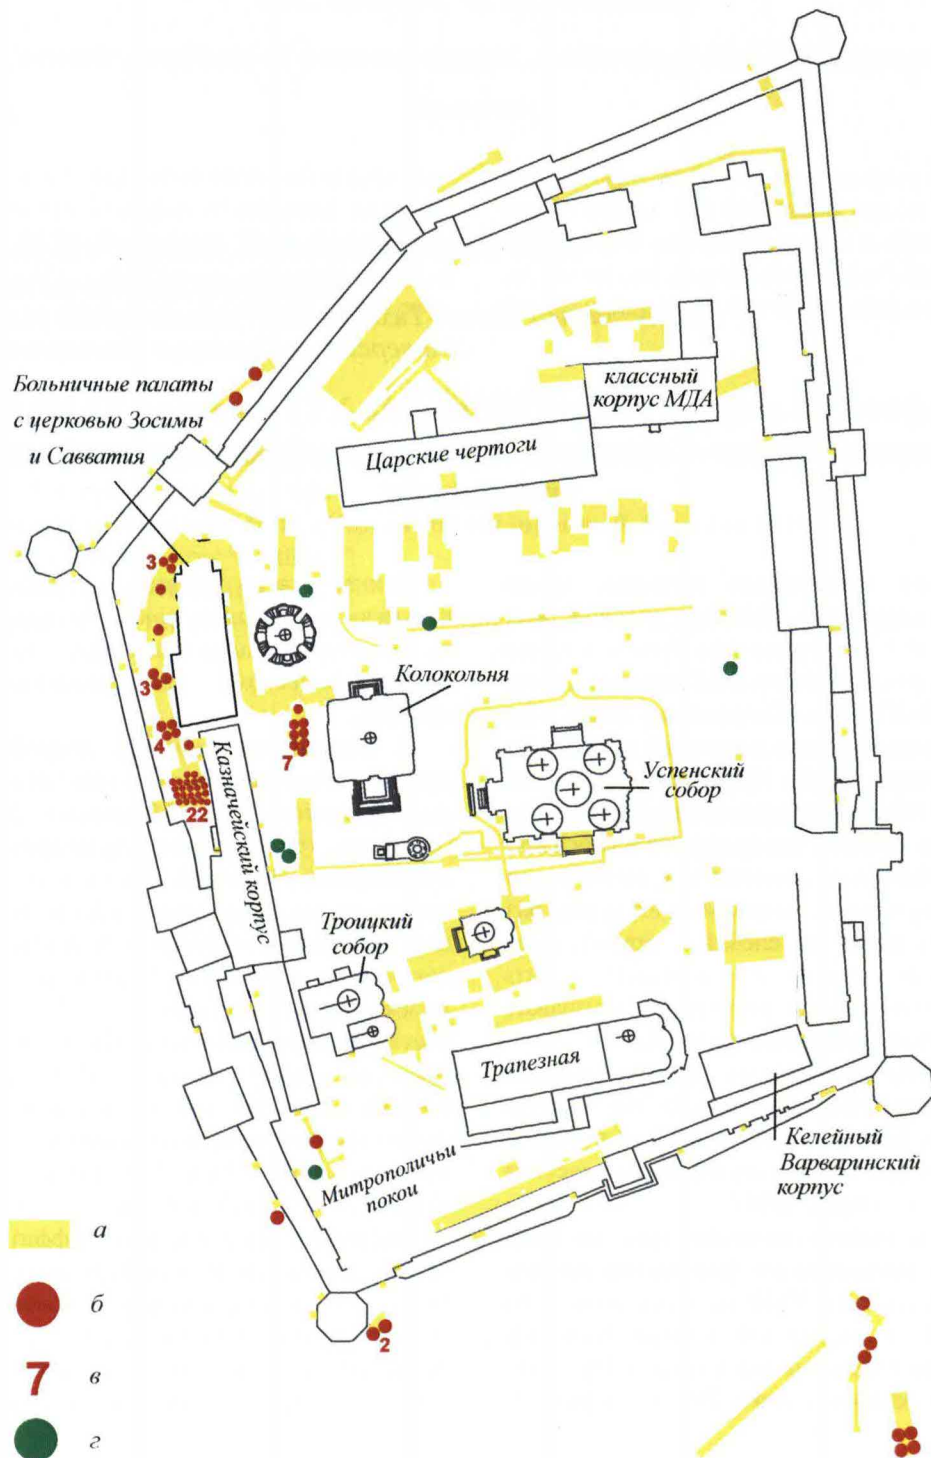 Больничные палаты
с церковью Зосимы
и Савватия
классный
корпус МДА
Царские чертоги
3
3
4
22
7
Колокольня
Успенский
собор
Казначейский корпус
Троицкий
собор
Трапезная
Митрополичьи
покои
Келейный
Варваринский
корпус
2
а
б
7 в
г